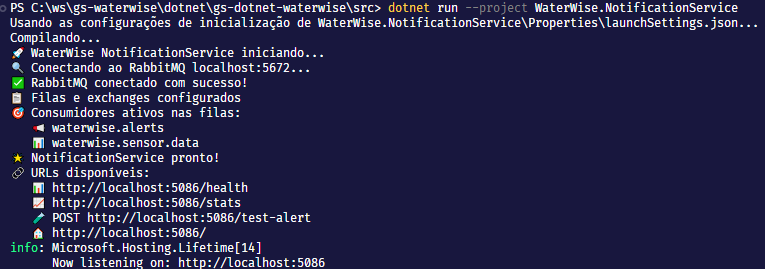 PS C:\ws\gs-waterwise\dotnet\gs-dotnet-waterwise\src> dotnet run --project WaterWise.NotificationService
Usando as configurações de inicialização de WaterWise.NotificationService\Properties\launchSettings.json...
Compilando...
🚀 WaterWise NotificationService iniciando...
🔍 Conectando ao RabbitMQ localhost:5672...
✅ RabbitMQ conectado com sucesso!
📋 Filas e exchanges configurados
🎯 Consumidores ativos nas filas:
📢 waterwise.alerts
📊 waterwise.sensor.data
🌟 NotificationService pronto!
🔗 URLs disponíveis:
📊 http://localhost:5086/health
📈 http://localhost:5086/stats
🧪 POST http://localhost:5086/test-alert
🏠 http://localhost:5086/
info: Microsoft.Hosting.Lifetime[14]
Now listening on: http://localhost:5086